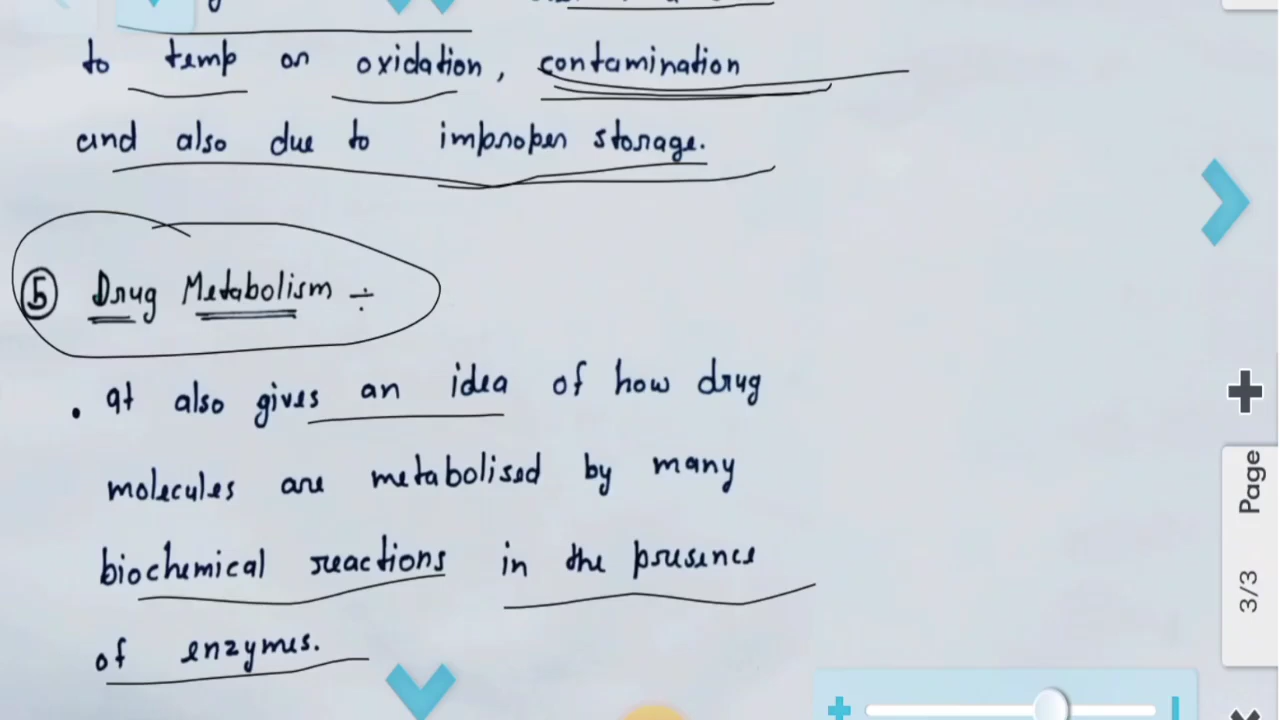 to temp or oxidation, contamination
and also due to improper storage.
⑤ Drug Metabolism ÷
. It also gives an idea of how drug
molecules are metabolised by many
biochemical reactions in the presence
of enzymes.
Page
3/3